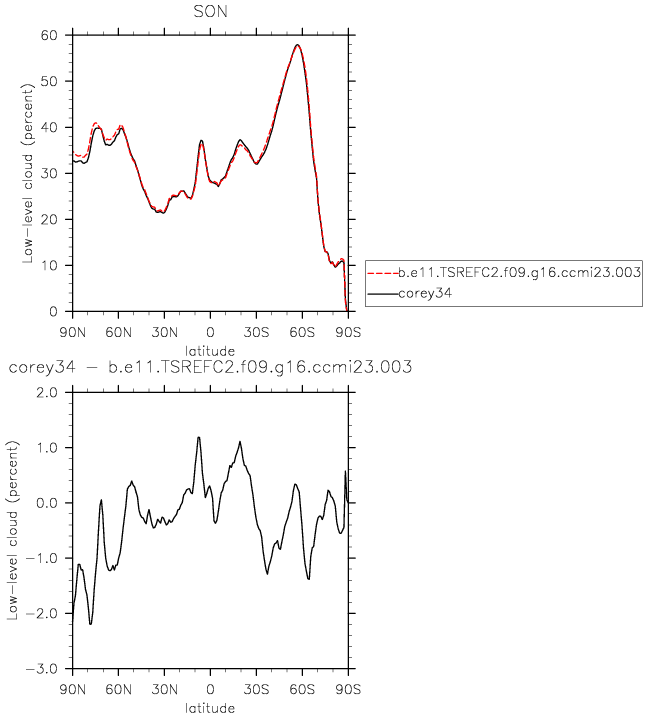 SON
60
50
40
30
20
10
0
Low-level cloud (percent)
90N 60N 30N 0 30S 60S 90S
latitude
b.e11.TSREFC2.f09.g16.ccmi23.003
corey34
corey34 - b.e11.TSREFC2.f09.g16.ccmi23.003
2.0
1.0
0.0
-1.0
-2.0
-3.0
Low-level cloud (percent)
90N 60N 30N 0 30S 60S 90S
latitude